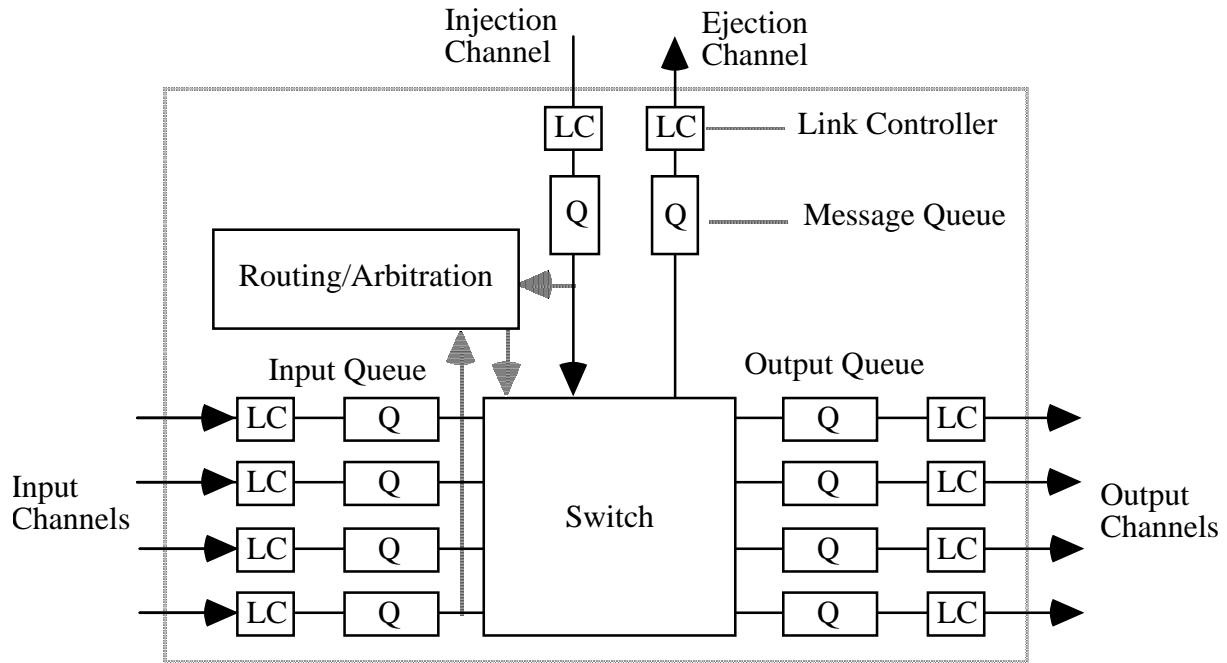 Injection
Channel
Ejection
Channel
LC
LC
Link Controller
Q
Q
Message Queue
Routing/Arbitration
Input Queue
Output Queue
LC
Q
Q
LC
LC
Q
Q
LC
Input
Channels
Switch
Output
Channels
LC
Q
Q
LC
LC
Q
Q
LC